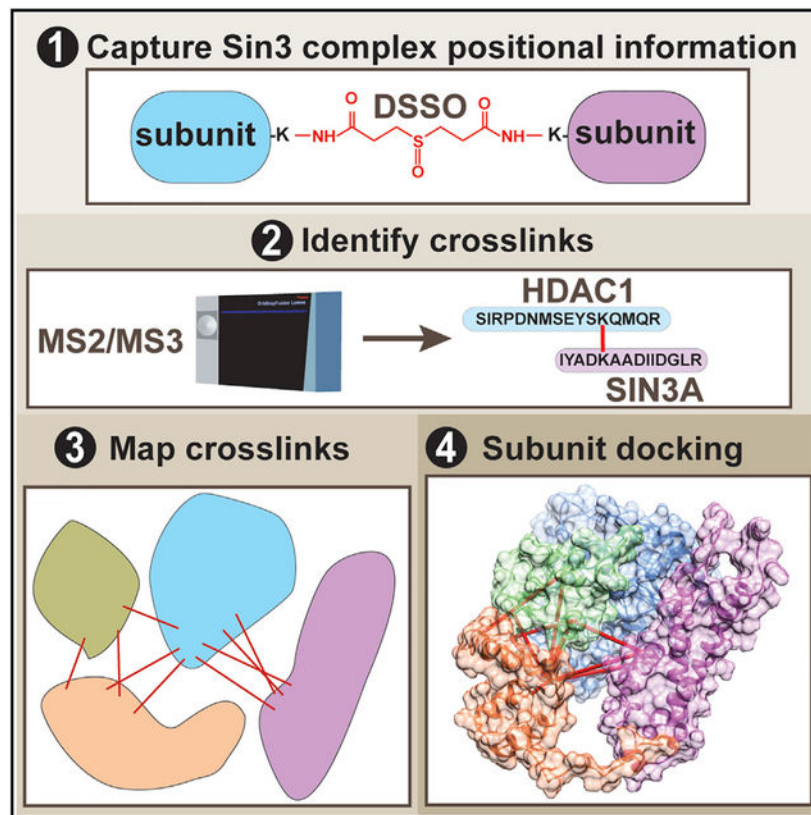 1 Capture Sin3 complex positional information
subunit -K-NH O S O O NH-K- subunit
DSSO
2 Identify crosslinks
MS2/MS3
HDAC1
SIRPDNMSEYSKQMQR
IYADKAADIIDGLR
SIN3A
3 Map crosslinks
4 Subunit docking